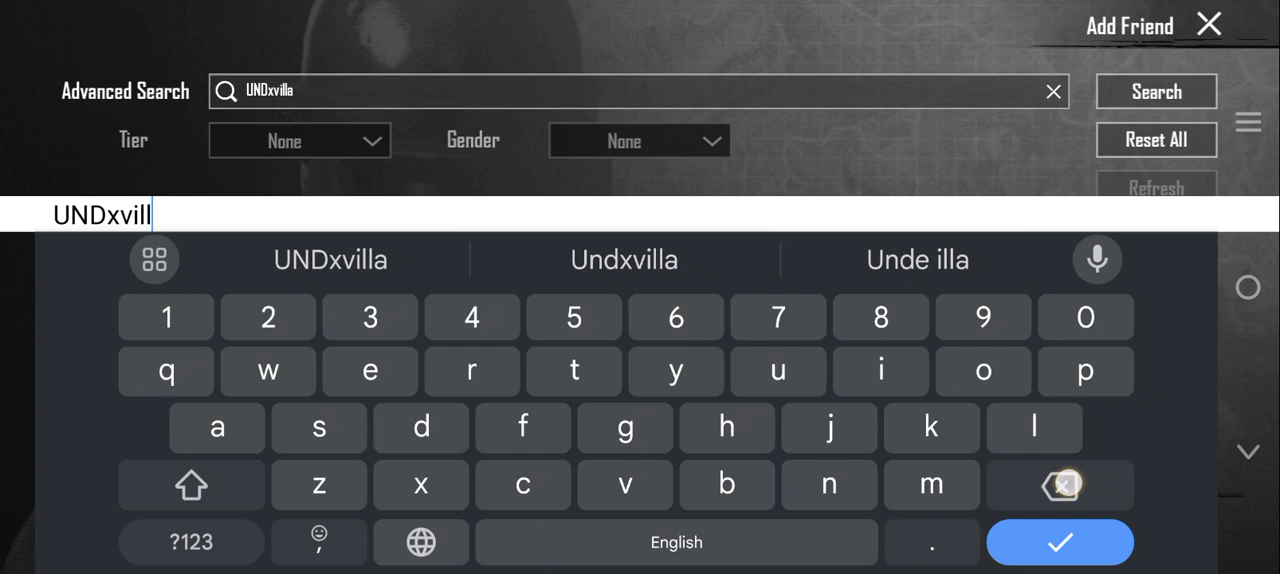 Add Friend
Advanced Search UNDxvilla Search
Tier None Gender None Reset All
Refresh
UNDxvill
UNDxvilla Undxvilla Unde illa
1 2 3 4 5 6 7 8 9 0
q w e r t y u i o p
a s d f g h j k l
z x c v b n m
?123 , English .